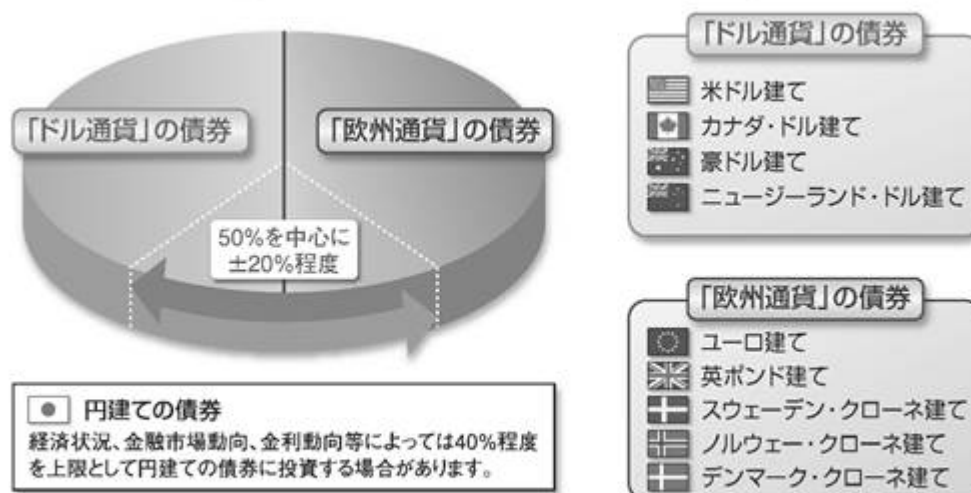 「ドル通貨」の債券
「欧州通貨」の債券
50%を中心に
±20%程度
円建ての債券
経済状況、金融市場動向、金利動向等によっては40%程度
を上限として円建ての債券に投資する場合があります。
「ドル通貨」の債券
米ドル建て
カナダ・ドル建て
豪ドル建て
ニュージーランド・ドル建て
「欧州通貨」の債券
ユーロ建て
英ポンド建て
スウェーデン・クローネ建て
ノルウェー・クローネ建て
デンマーク・クローネ建て